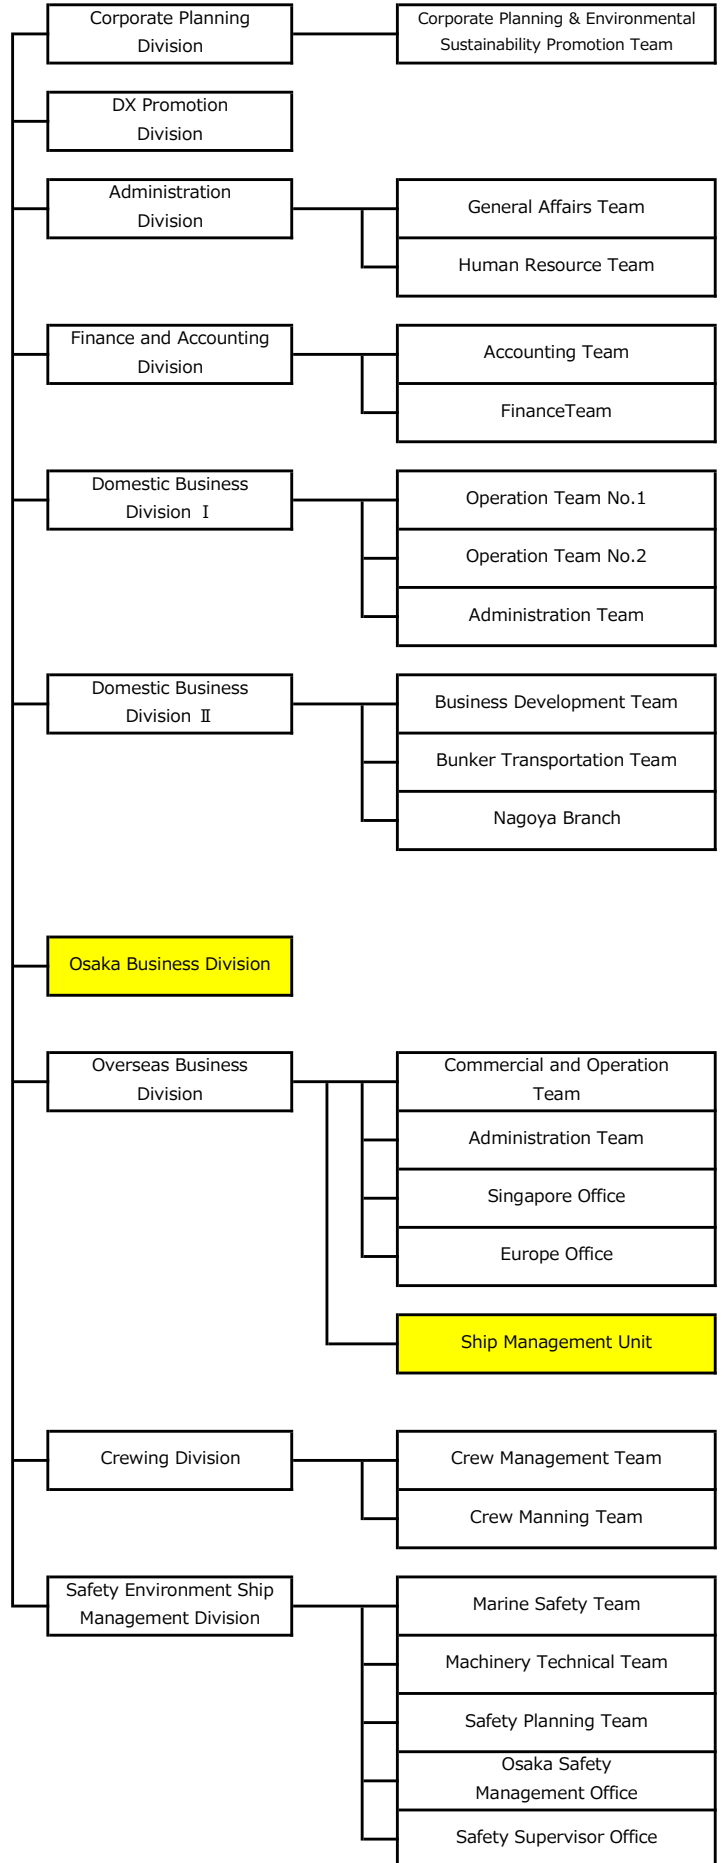 Corporate Planning
Division
Corporate Planning & Environmental
Sustainability Promotion Team
DX Promotion
Division
Administration
Division
General Affairs Team
Human Resource Team
Finance and Accounting
Division
Accounting Team
FinanceTeam
Domestic Business
Division Ⅰ
Operation Team No.1
Operation Team No.2
Administration Team
Domestic Business
Division Ⅱ
Business Development Team
Bunker Transportation Team
Nagoya Branch
Osaka Business Division
Overseas Business
Division
Commercial and Operation
Team
Administration Team
Singapore Office
Europe Office
Ship Management Unit
Crewing Division
Crew Management Team
Crew Manning Team
Safety Environment Ship
Management Division
Marine Safety Team
Machinery Technical Team
Safety Planning Team
Osaka Safety
Management Office
Safety Supervisor Office